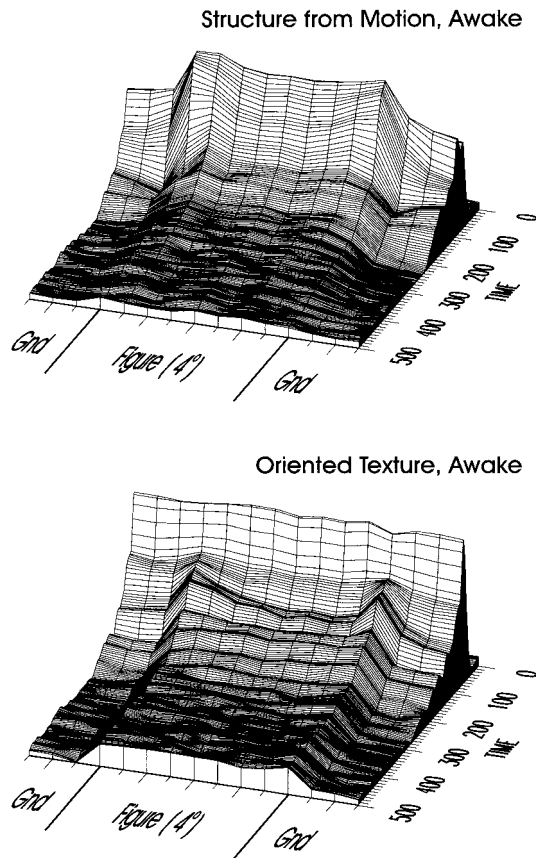 Structure from Motion, Awake
0
100
200
300
400
500
TIME
Gnd
Figure (4°)
Gnd
Oriented Texture, Awake
0
100
200
300
400
500
TIME
Gnd
Figure (4°)
Gnd